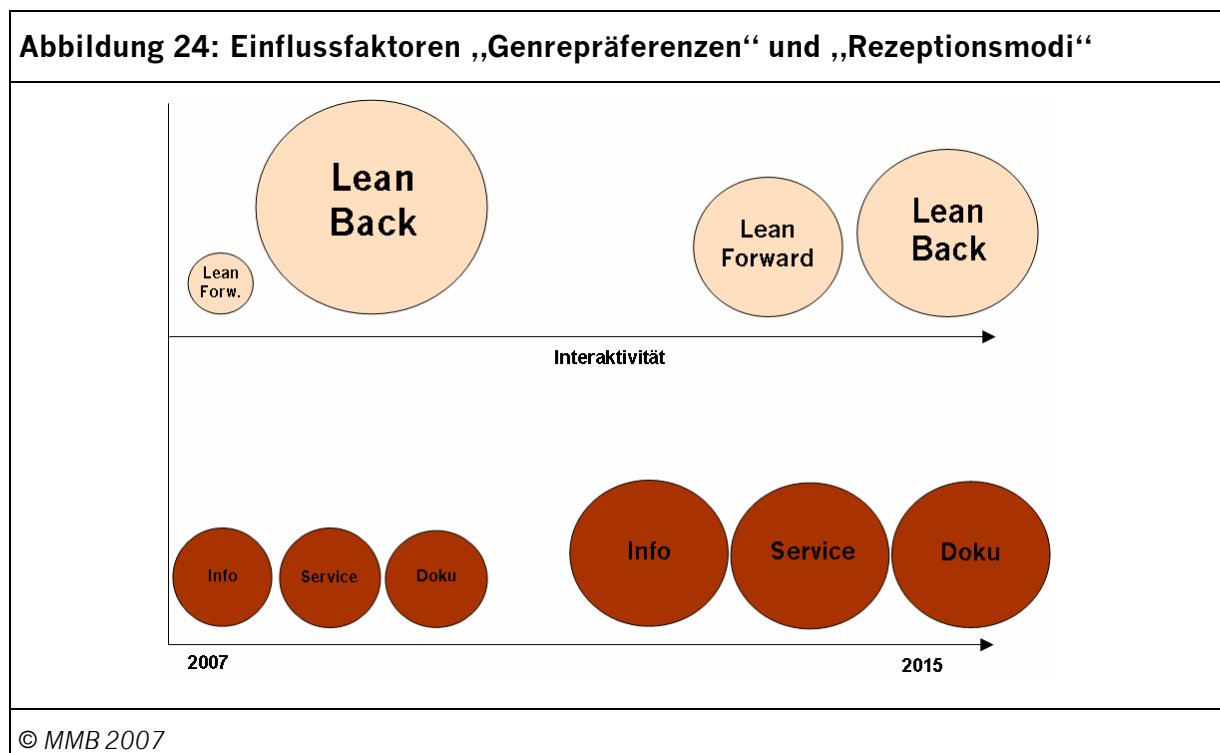 Abbildung 24: Einflussfaktoren ,,Genrepräferenzen“ und ,,Rezeptionsmodi“
Lean
Forw.
Lean
Back
Lean
Forward
Lean
Back
Interaktivität
Info
Service
Doku
Info
Service
Doku
2007
2015
© MMB 2007